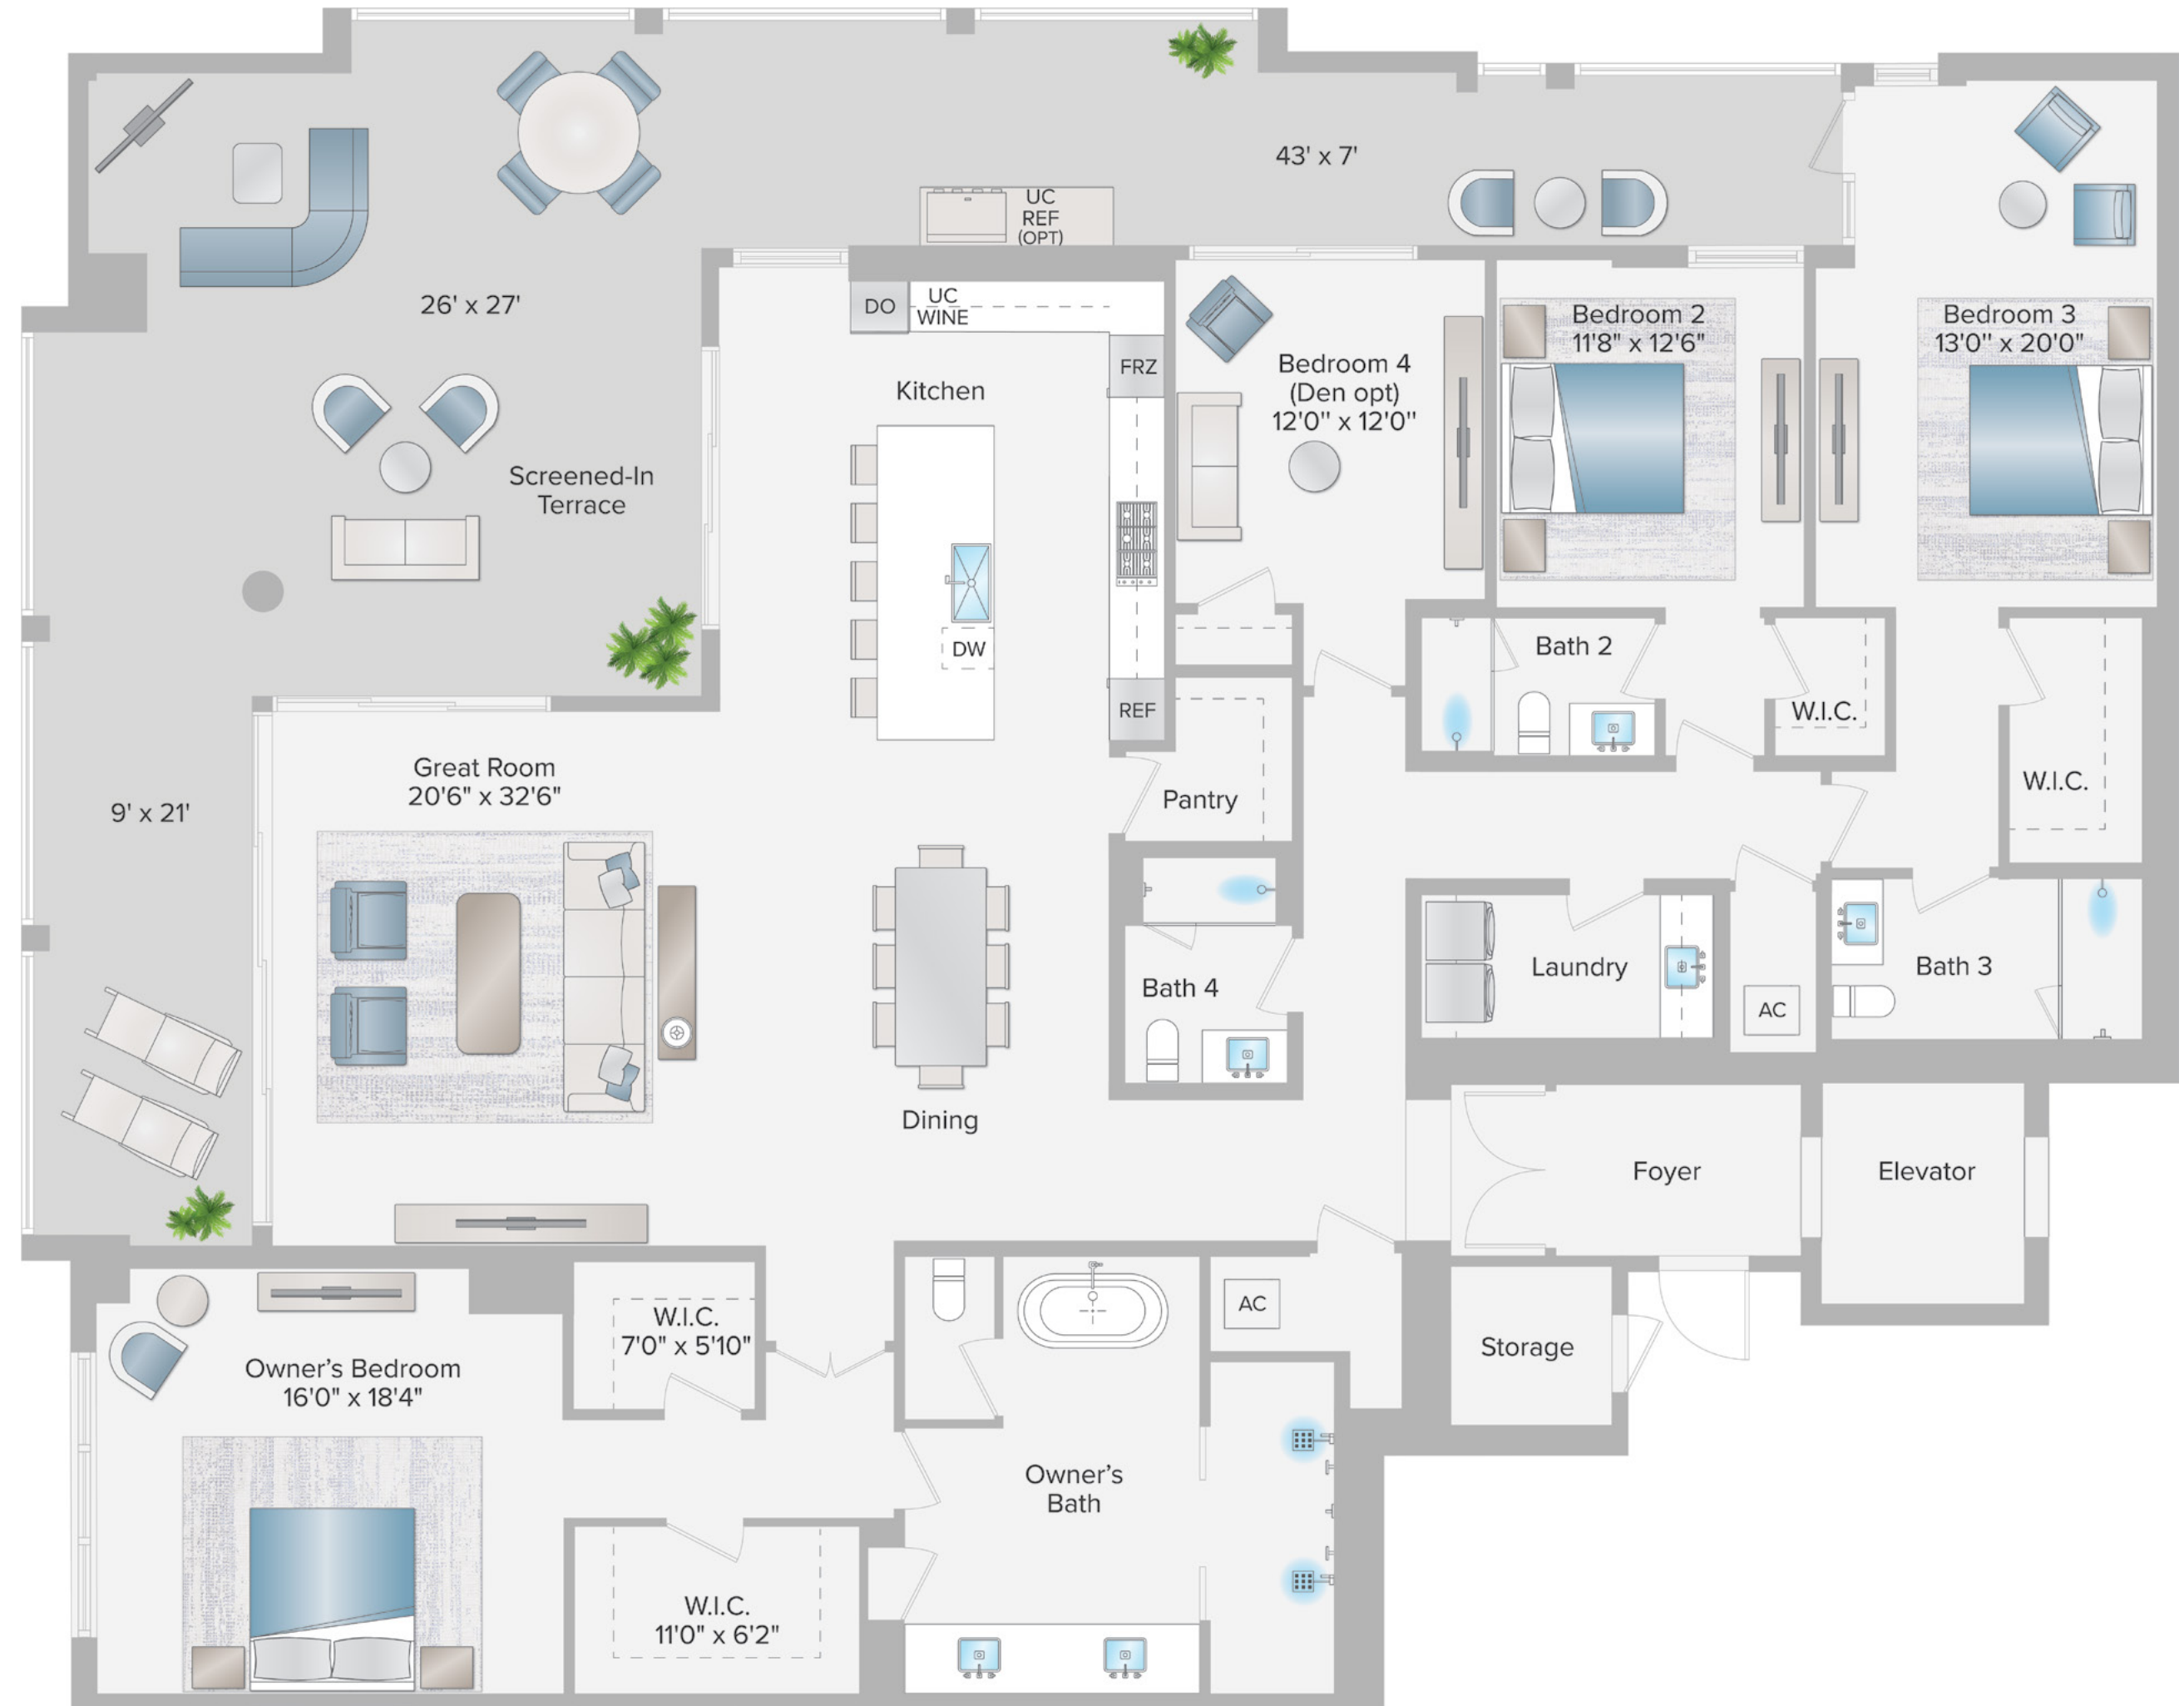 43' x 7'
UC
REF
(OPT)
26' x 27'
DO
UC
WINE
FRZ
Kitchen
Bedroom 4
(Den opt)
12'0" x 12'0"
Bedroom 2
11'8" x 12'6"
Bedroom 3
13'0" x 20'0"
Screened-In
Terrace
DW
REF
Bath 2
W.I.C.
W.I.C.
Great Room
20'6" x 32'6"
9' x 21'
Pantry
Bath 4
Laundry
AC
Bath 3
Dining
Foyer
Elevator
W.I.C.
7'0" x 5'10"
AC
Storage
Owner's Bedroom
16'0" x 18'4"
Owner's
Bath
W.I.C.
11'0" x 6'2"